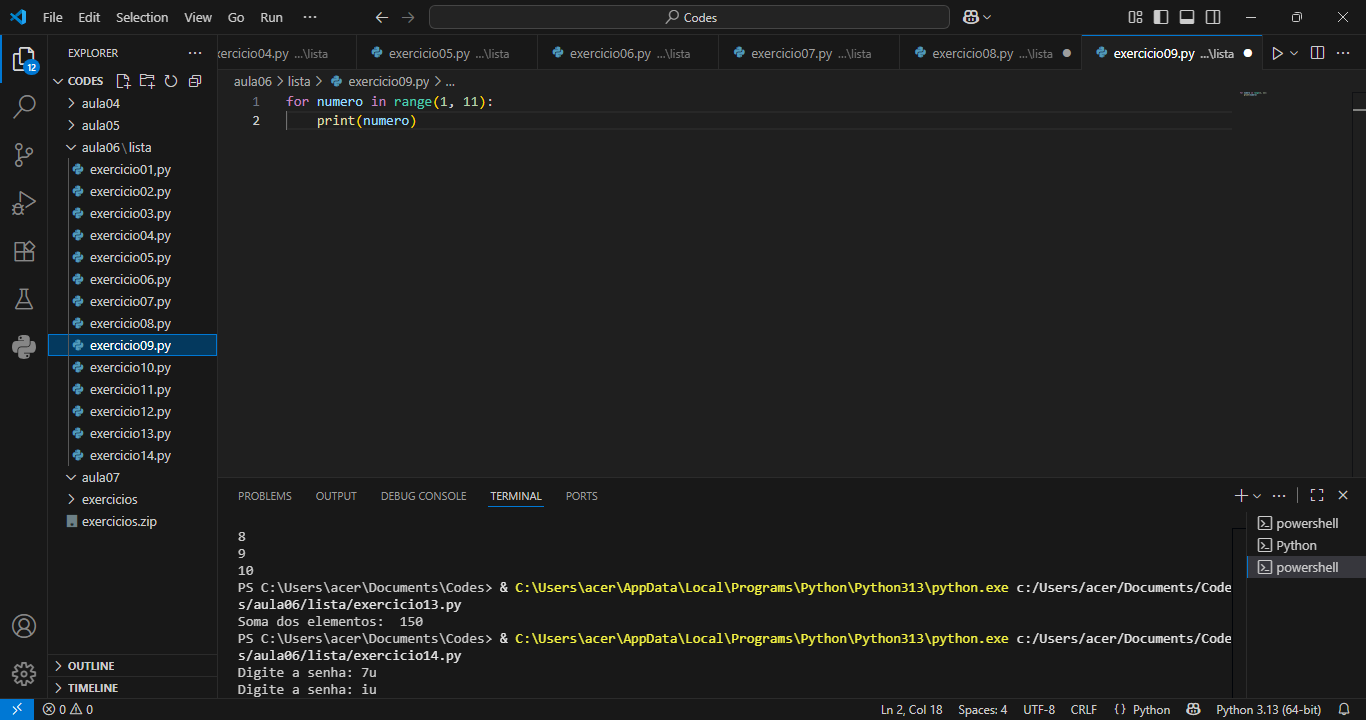 File Edit Selection View Go Run ··· Codes
EXPLORER ···
12
CODES
aula04
aula05
aula06\lista
exercicio01,py
exercicio02.py
exercicio03.py
exercicio04.py
exercicio05.py
exercicio06.py
exercicio07.py
exercicio08.py
exercicio09.py
exercicio10.py
exercicio11.py
exercicio12.py
exercicio13.py
exercicio14.py
aula07
exercicios
exercicios.zip
OUTLINE
TIMELINE
xercicio04.py ...\lista exercicio05.py ...\lista exercicio06.py ...\lista exercicio07.py ...\lista exercicio08.py ...\lista exercicio09.py ...\lista
aula06 > lista > exercicio09.py > ...
1 for numero in range(1, 11):
2 print(numero)
PROBLEMS OUTPUT DEBUG CONSOLE TERMINAL PORTS
8
9
10
PS C:\Users\acer\Documents\Codes> & C:\Users\acer\AppData\Local\Programs\Python\Python313\python.exe c:/Users/acer/Documents/Code
s/aula06/lista/exercicio13.py
Soma dos elementos:  150
PS C:\Users\acer\Documents\Codes> & C:\Users\acer\AppData\Local\Programs\Python\Python313\python.exe c:/Users/acer/Documents/Code
s/aula06/lista/exercicio14.py
Digite a senha: 7u
Digite a senha: iu
powershell
Python
powershell
0 0 Ln 2, Col 18 Spaces: 4 UTF-8 CRLF {} Python Python 3.13 (64-bit)